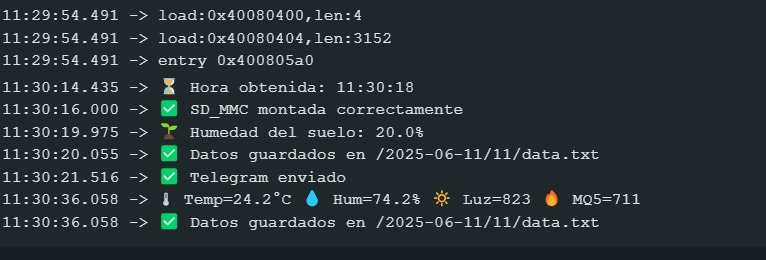 11:29:54.491 -> load:0x40080400,len:4
11:29:54.491 -> load:0x40080404,len:3152
11:29:54.491 -> entry 0x400805a0
11:30:14.435 -> ⏳ Hora obtenida: 11:30:18
11:30:16.000 -> ✅ SD_MMC montada correctamente
11:30:19.975 -> 🌱 Humedad del suelo: 20.0%
11:30:20.055 -> ✅ Datos guardados en /2025-06-11/11/data.txt
11:30:21.516 -> ✅ Telegram enviado
11:30:36.058 -> 🌡 Temp=24.2°C 💧 Hum=74.2% 🔆 Luz=823 🔥 MQ5=711
11:30:36.058 -> ✅ Datos guardados en /2025-06-11/11/data.txt